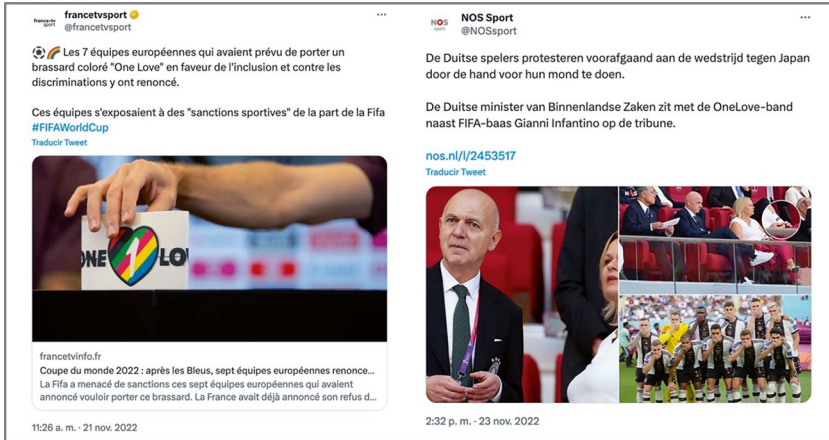 france•tv
sport
francetvsport
@francetvsport
Les 7 équipes européennes qui avaient prévu de porter un
brassard coloré "One Love" en faveur de l'inclusion et contre les
discriminations y ont renoncé.
Ces équipes s'exposaient à des "sanctions sportives" de la part de la Fifa
#FIFAWorldCup
Traducir Tweet
ONE 1 LO
francetvinfo.fr
Coupe du monde 2022 : après les Bleus, sept équipes européennes renonce...
La Fifa a menacé de sanctions ces sept équipes européennes qui avaient
annoncé vouloir porter ce brassard. La France avait déjà annoncé son refus d...
11:26 a. m. · 21 nov. 2022
NOS
sport
NOS Sport
@NOSsport
De Duitse spelers protesteren voorafgaand aan de wedstrijd tegen Japan
door de hand voor hun mond te doen.
De Duitse minister van Binnenlandse Zaken zit met de OneLove-band
naast FIFA-baas Gianni Infantino op de tribune.
nos.nl/l/2453517
Traducir Tweet
2:32 p. m. · 23 nov. 2022